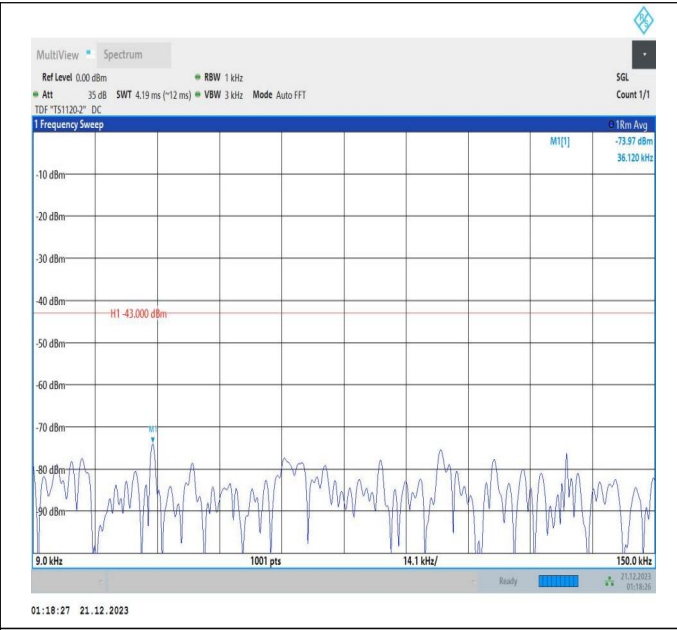 R&S
MultiView Spectrum
Ref Level 0.00 dBm RBW 1 kHz SGL
Att 35 dB SWT 4.19 ms (~12 ms) VBW 3 kHz Mode Auto FFT Count 1/1
TDF "TS1120-2" DC
1 Frequency Sweep 1Rm Avg
M1[1] -73.97 dBm
36.120 kHz
-10 dBm
-20 dBm
-30 dBm
-40 dBm
H1 -43.000 dBm
-50 dBm
-60 dBm
-70 dBm
M1
-80 dBm
-90 dBm
9.0 kHz 1001 pts 14.1 kHz/ 150.0 kHz
Ready 21.12.2023
01:18:26
01:18:27 21.12.2023